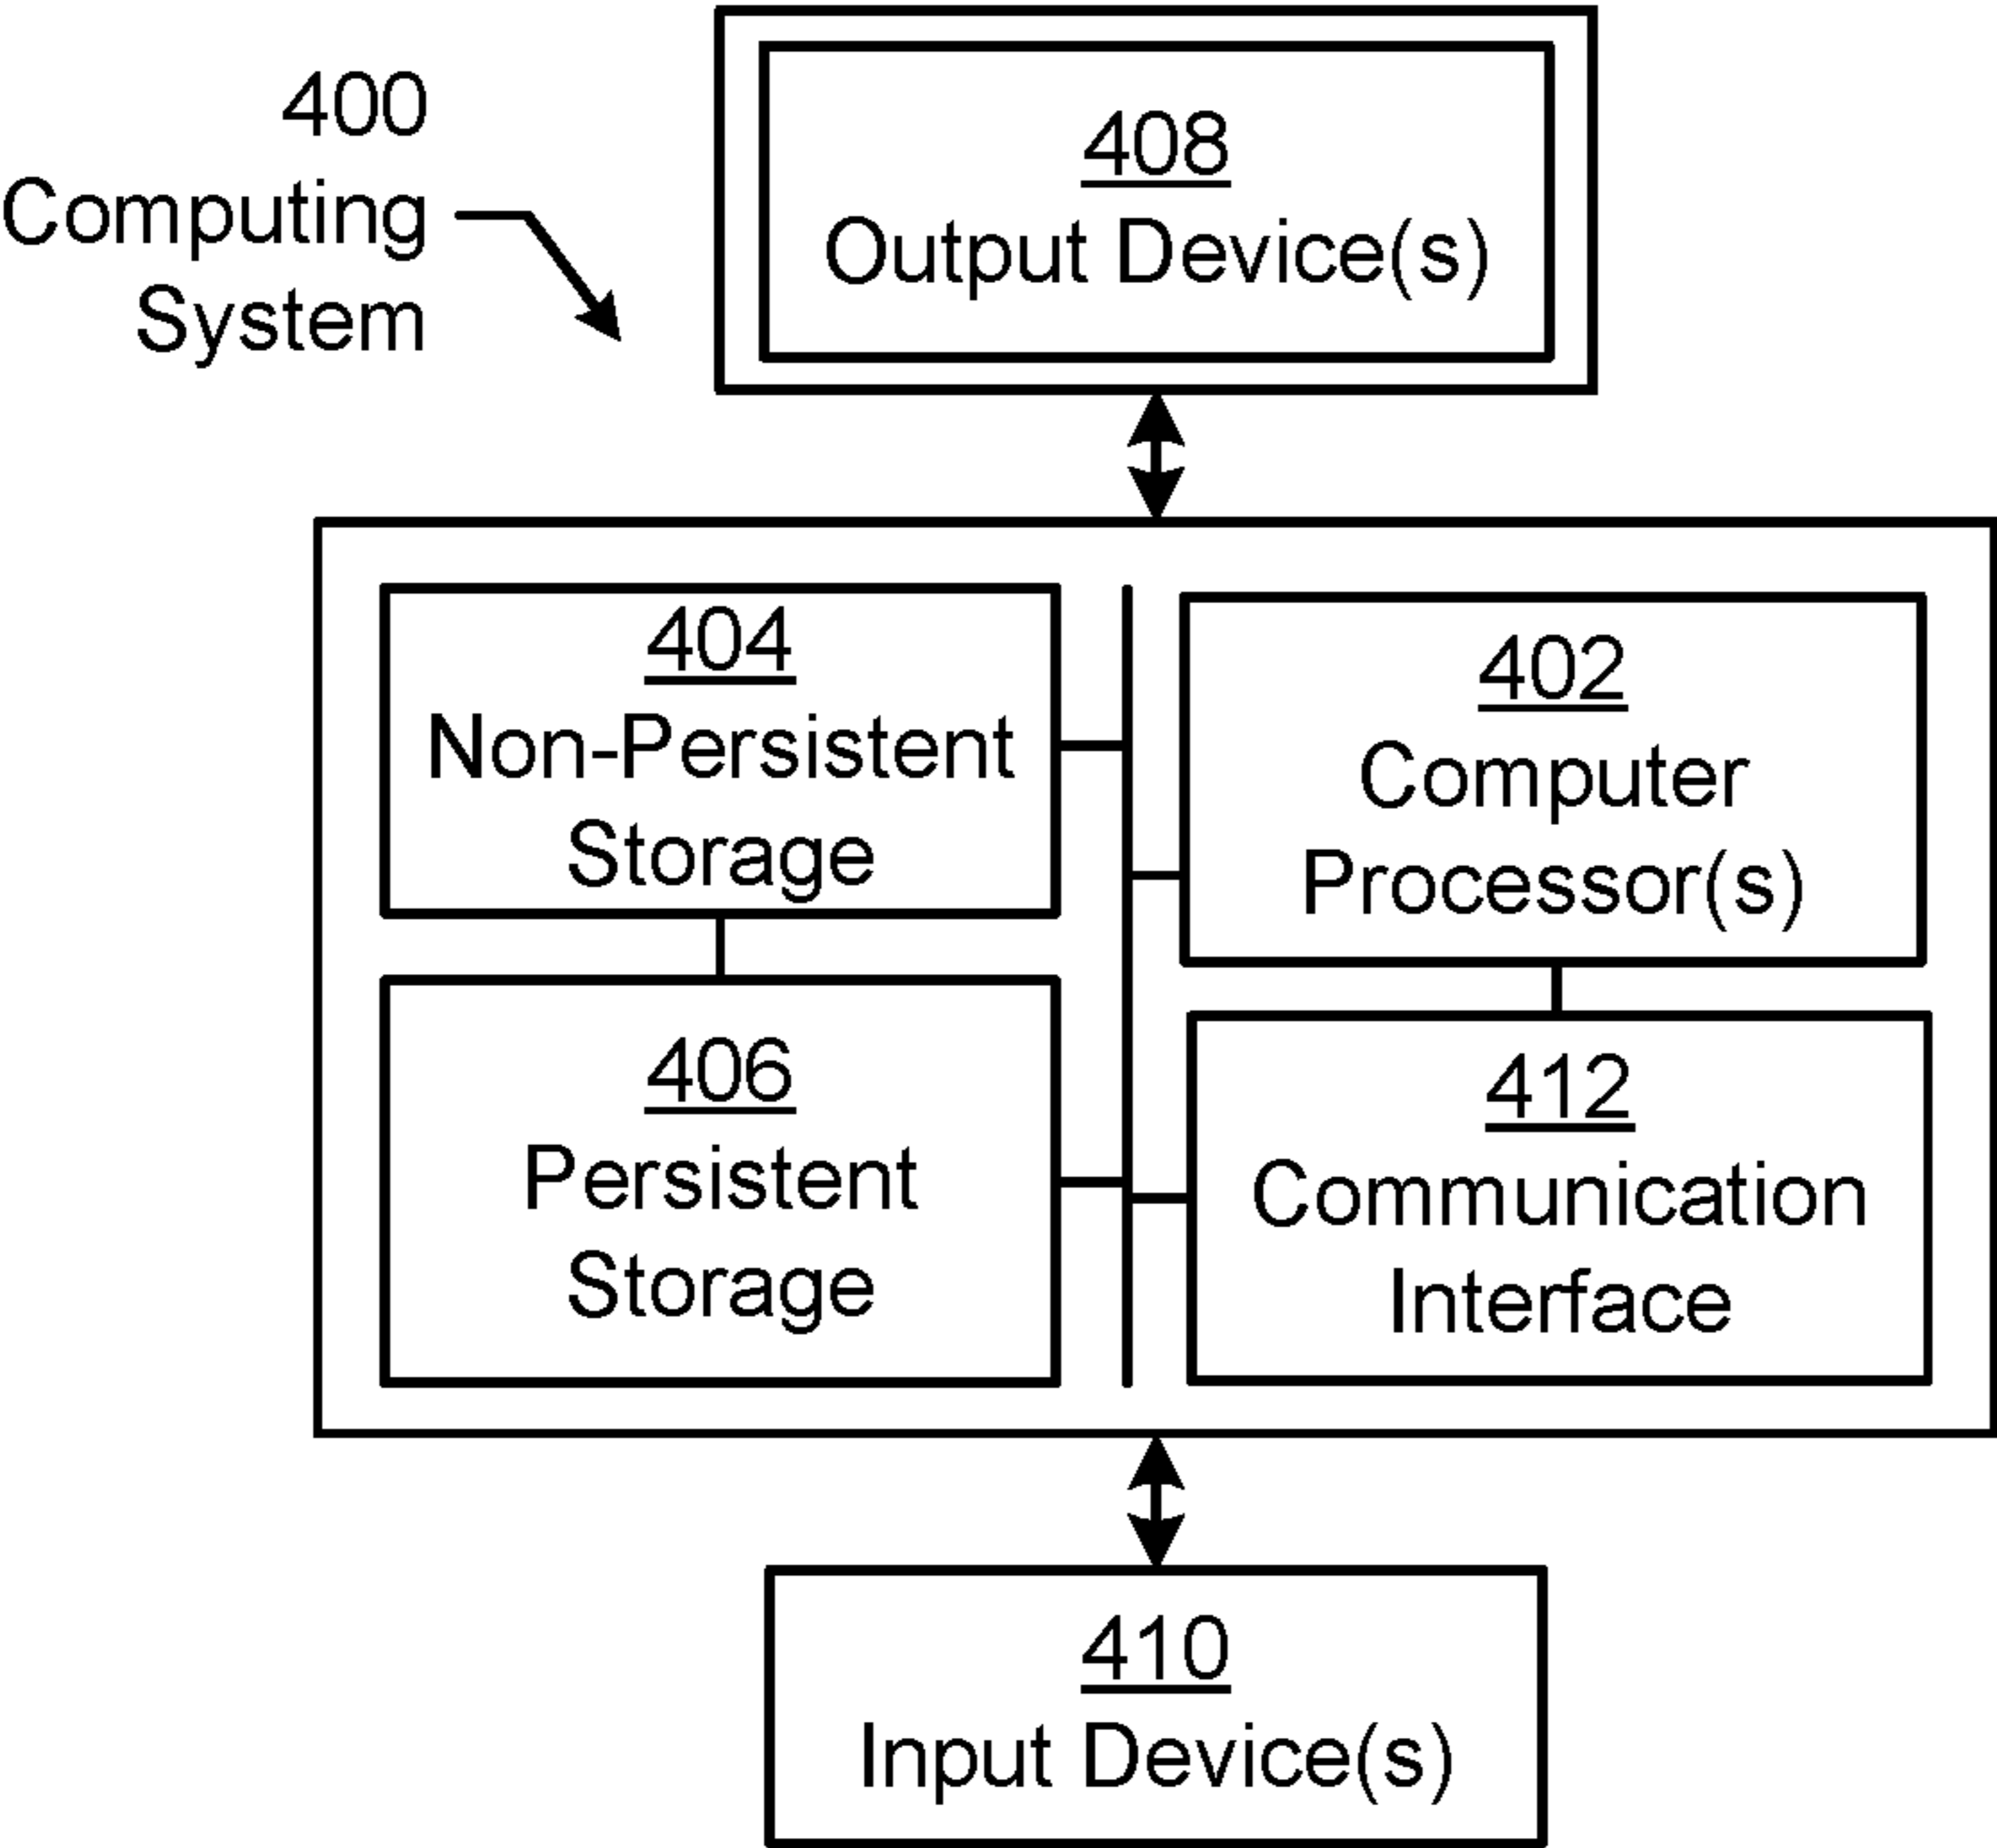 400
Computing
System
408
Output Device(s)
404
Non-Persistent
Storage
402
Computer
Processor(s)
406
Persistent
Storage
412
Communication
Interface
410
Input Device(s)